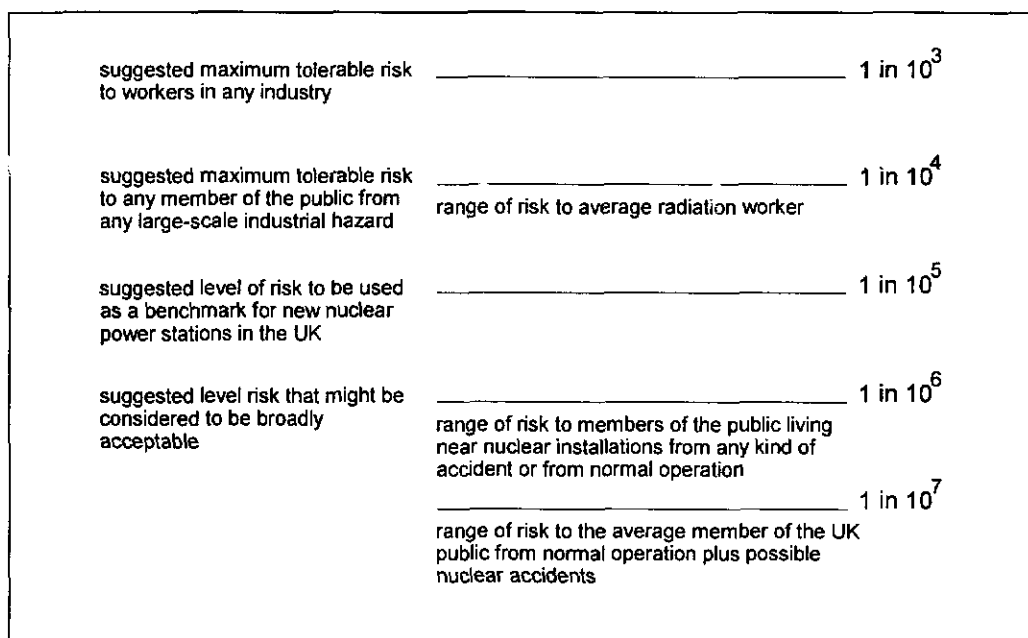 suggested maximum tolerable risk 1 in 10³
to workers in any industry
suggested maximum tolerable risk 1 in 10⁴
to any member of the public from
any large-scale industrial hazard
range of risk to average radiation worker
suggested level of risk to be used 1 in 10⁵
as a benchmark for new nuclear
power stations in the UK
suggested level risk that might be 1 in 10⁶
considered to be broadly
acceptable
range of risk to members of the public living
near nuclear installations from any kind of
accident or from normal operation
1 in 10⁷
range of risk to the average member of the UK
public from normal operation plus possible
nuclear accidents